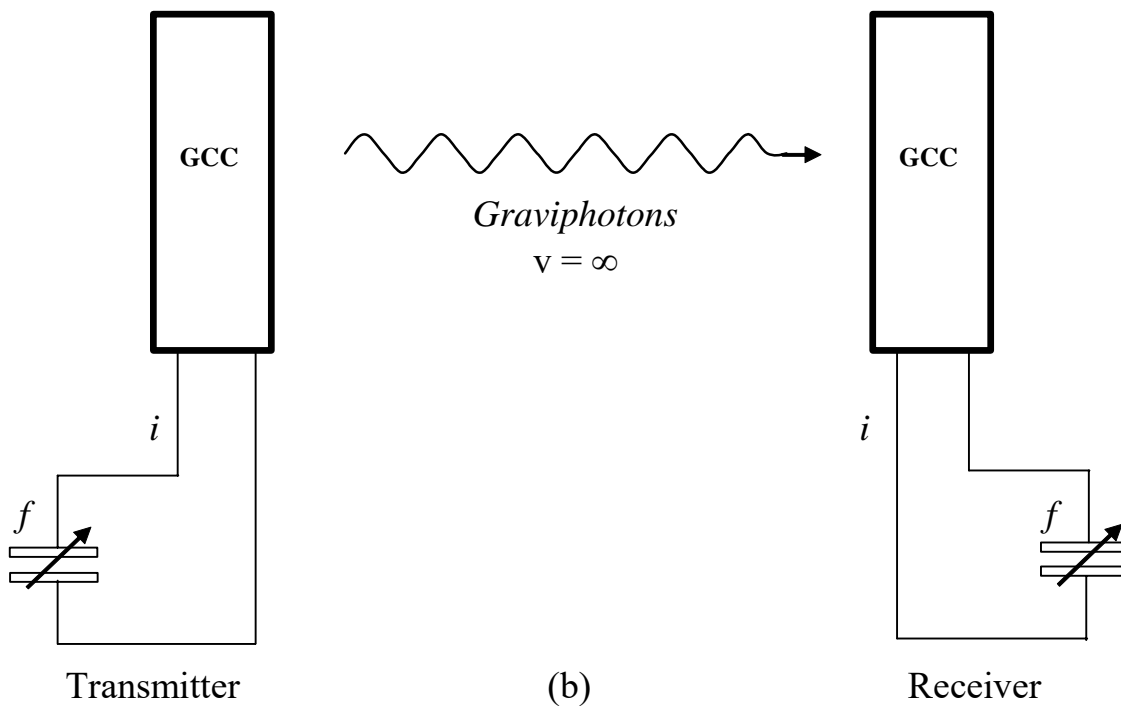 GCC
GCC
Graviphotons
v = ∞
i
i
f
f
Transmitter
(b)
Receiver